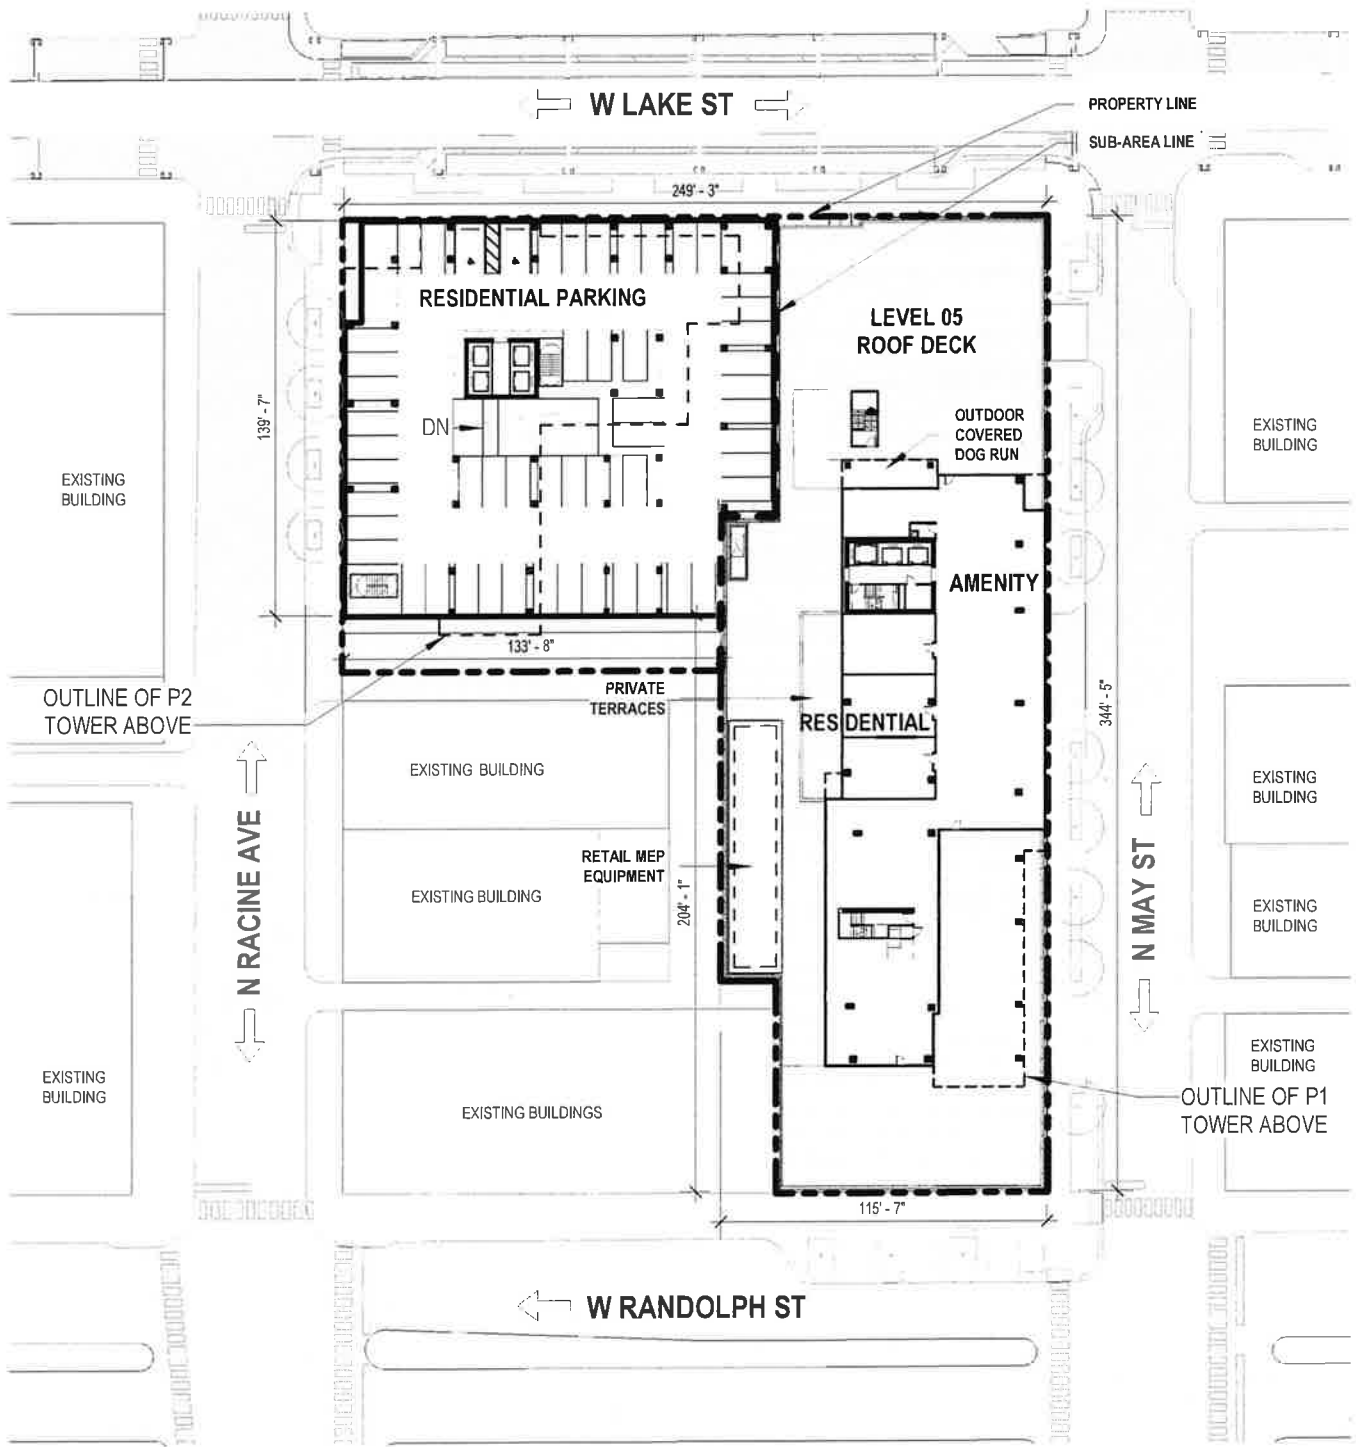 W LAKE ST
PROPERTY LINE
SUB-AREA LINE
249' - 3"
RESIDENTIAL PARKING
LEVEL 05
ROOF DECK
139' - 7"
DN
OUTDOOR
COVERED
DOG RUN
EXISTING
BUILDING
EXISTING
BUILDING
AMENITY
133' - 8"
OUTLINE OF P2
TOWER ABOVE
PRIVATE
TERRACES
RESIDENTIAL
344' - 5"
EXISTING BUILDING
EXISTING
BUILDING
N RACINE AVE
RETAIL MEP
EQUIPMENT
204' - 1"
N MAY ST
EXISTING BUILDING
EXISTING
BUILDING
EXISTING
BUILDING
EXISTING
BUILDING
EXISTING BUILDINGS
OUTLINE OF P1
TOWER ABOVE
115' - 7"
W RANDOLPH ST